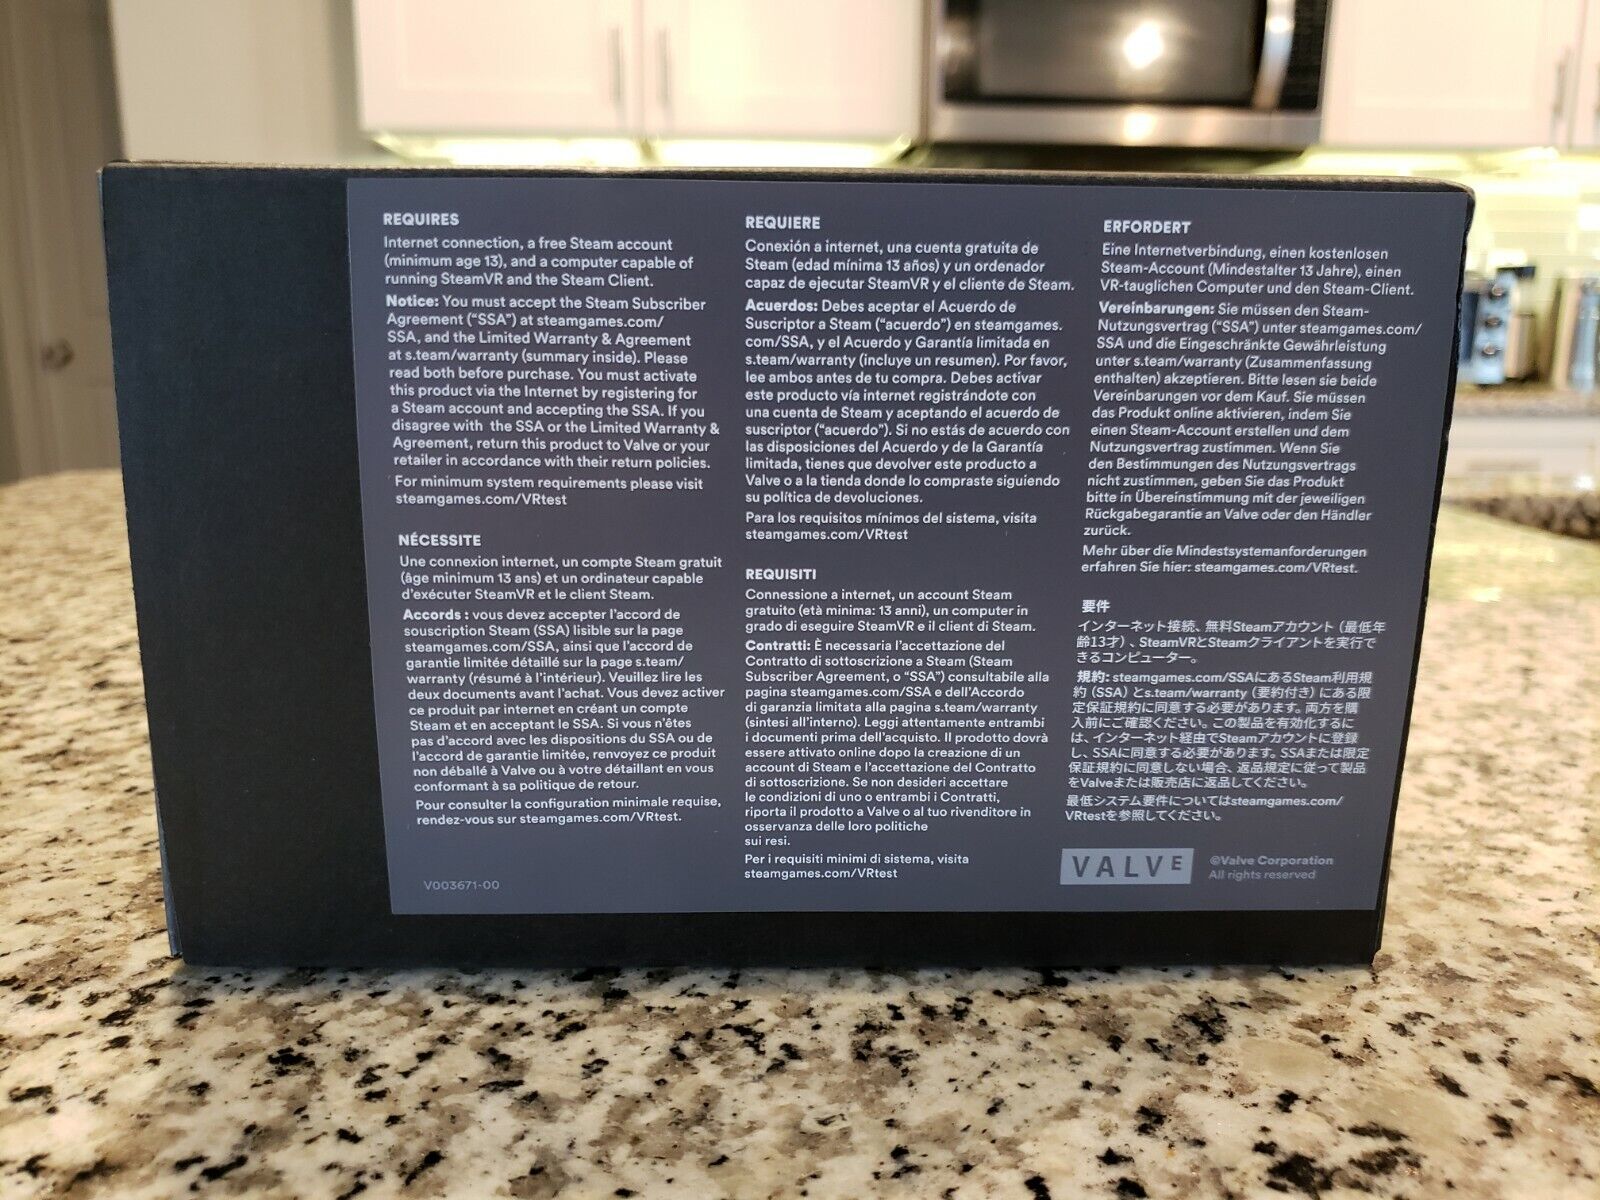 REQUIRES
Internet connection, a free Steam account
(minimum age 13), and a computer capable of
running SteamVR and the Steam Client.
Notice: You must accept the Steam Subscriber
Agreement (“SSA”) at steamgames.com/
SSA, and the Limited Warranty & Agreement
at s.team/warranty (summary inside). Please
read both before purchase. You must activate
this product via the Internet by registering for
a Steam account and accepting the SSA. If you
disagree with the SSA or the Limited Warranty &
Agreement, return this product to Valve or your
retailer in accordance with their return policies.
For minimum system requirements please visit
steamgames.com/VRtest
NÉCESSITE
Une connexion internet, un compte Steam gratuit
(âge minimum 13 ans) et un ordinateur capable
d’exécuter SteamVR et le client Steam.
Accords : vous devez accepter l’accord de
souscription Steam (SSA) lisible sur la page
steamgames.com/SSA, ainsi que l’accord de
garantie limitée détaillé sur la page s.team/
warranty (résumé à l’intérieur). Veuillez lire les
deux documents avant l’achat. Vous devez activer
ce produit par internet en créant un compte
Steam et en acceptant le SSA. Si vous n’êtes
pas d’accord avec les dispositions du SSA ou de
l’accord de garantie limitée, renvoyez ce produit
non déballé à Valve ou à votre détaillant en vous
conformant à sa politique de retour.
Pour consulter la configuration minimale requise,
rendez-vous sur steamgames.com/VRtest.
V003671-00
REQUIERE
Conexión a internet, una cuenta gratuita de
Steam (edad mínima 13 años) y un ordenador
capaz de ejecutar SteamVR y el cliente de Steam.
Acuerdos: Debes aceptar el Acuerdo de
Suscriptor a Steam (“acuerdo”) en steamgames.
com/SSA, y el Acuerdo y Garantía limitada en
s.team/warranty (incluye un resumen). Por favor,
lee ambos antes de tu compra. Debes activar
este producto vía internet registrándote con
una cuenta de Steam y aceptando el acuerdo de
suscriptor (“acuerdo”). Si no estás de acuerdo con
las disposiciones del Acuerdo y de la Garantía
limitada, tienes que devolver este producto a
Valve o a la tienda donde lo compraste siguiendo
su política de devoluciones.
Para los requisitos mínimos del sistema, visita
steamgames.com/VRtest
REQUISITI
Connessione a internet, un account Steam
gratuito (età minima: 13 anni), un computer in
grado di eseguire SteamVR e il client di Steam.
Contratti: È necessaria l’accettazione del
Contratto di sottoscrizione a Steam (Steam
Subscriber Agreement, o “SSA”) consultabile alla
pagina steamgames.com/SSA e dell’Accordo
di garanzia limitata alla pagina s.team/warranty
(sintesi all’interno). Leggi attentamente entrambi
i documenti prima dell’acquisto. Il prodotto dovrà
essere attivato online dopo la creazione di un
account di Steam e l’accettazione del Contratto
di sottoscrizione. Se non desideri accettare
le condizioni di uno o entrambi i Contratti,
riporta il prodotto a Valve o al tuo rivenditore in
osservanza delle loro politiche
sui resi.
Per i requisiti minimi di sistema, visita
steamgames.com/VRtest
ERFORDERT
Eine Internetverbindung, einen kostenlosen
Steam-Account (Mindestalter 13 Jahre), einen
VR-tauglichen Computer und den Steam-Client.
Vereinbarungen: Sie müssen den Steam-
Nutzungsvertrag (“SSA”) unter steamgames.com/
SSA und die Eingeschränkte Gewährleistung
unter s.team/warranty (Zusammenfassung
enthalten) akzeptieren. Bitte lesen sie beide
Vereinbarungen vor dem Kauf. Sie müssen
das Produkt online aktivieren, indem Sie
einen Steam-Account erstellen und dem
Nutzungsvertrag zustimmen. Wenn Sie
den Bestimmungen des Nutzungsvertrags
nicht zustimmen, geben Sie das Produkt
bitte in Übereinstimmung mit der jeweiligen
Rückgabegarantie an Valve oder den Händler
zurück.
Mehr über die Mindestsystemanforderungen
erfahren Sie hier: steamgames.com/VRtest.
要件
インターネット接続、無料Steamアカウント（最低年
齢13才）、SteamVRとSteamクライアントを実行で
きるコンピューター。
規約: steamgames.com/SSAにあるSteam利用規
約（SSA）とs.team/warranty（要約付き）にある限
定保証規約に同意する必要があります。両方を購
入前にご確認ください。この製品を有効化するに
は、インターネット経由でSteamアカウントに登録
し、SSAに同意する必要があります。SSAまたは限定
保証規約に同意しない場合、返品規定に従って製品
をValveまたは販売店に返品してください。
最低システム要件についてはsteamgames.com/
VRtestを参照してください。
VALVE
©Valve Corporation
All rights reserved